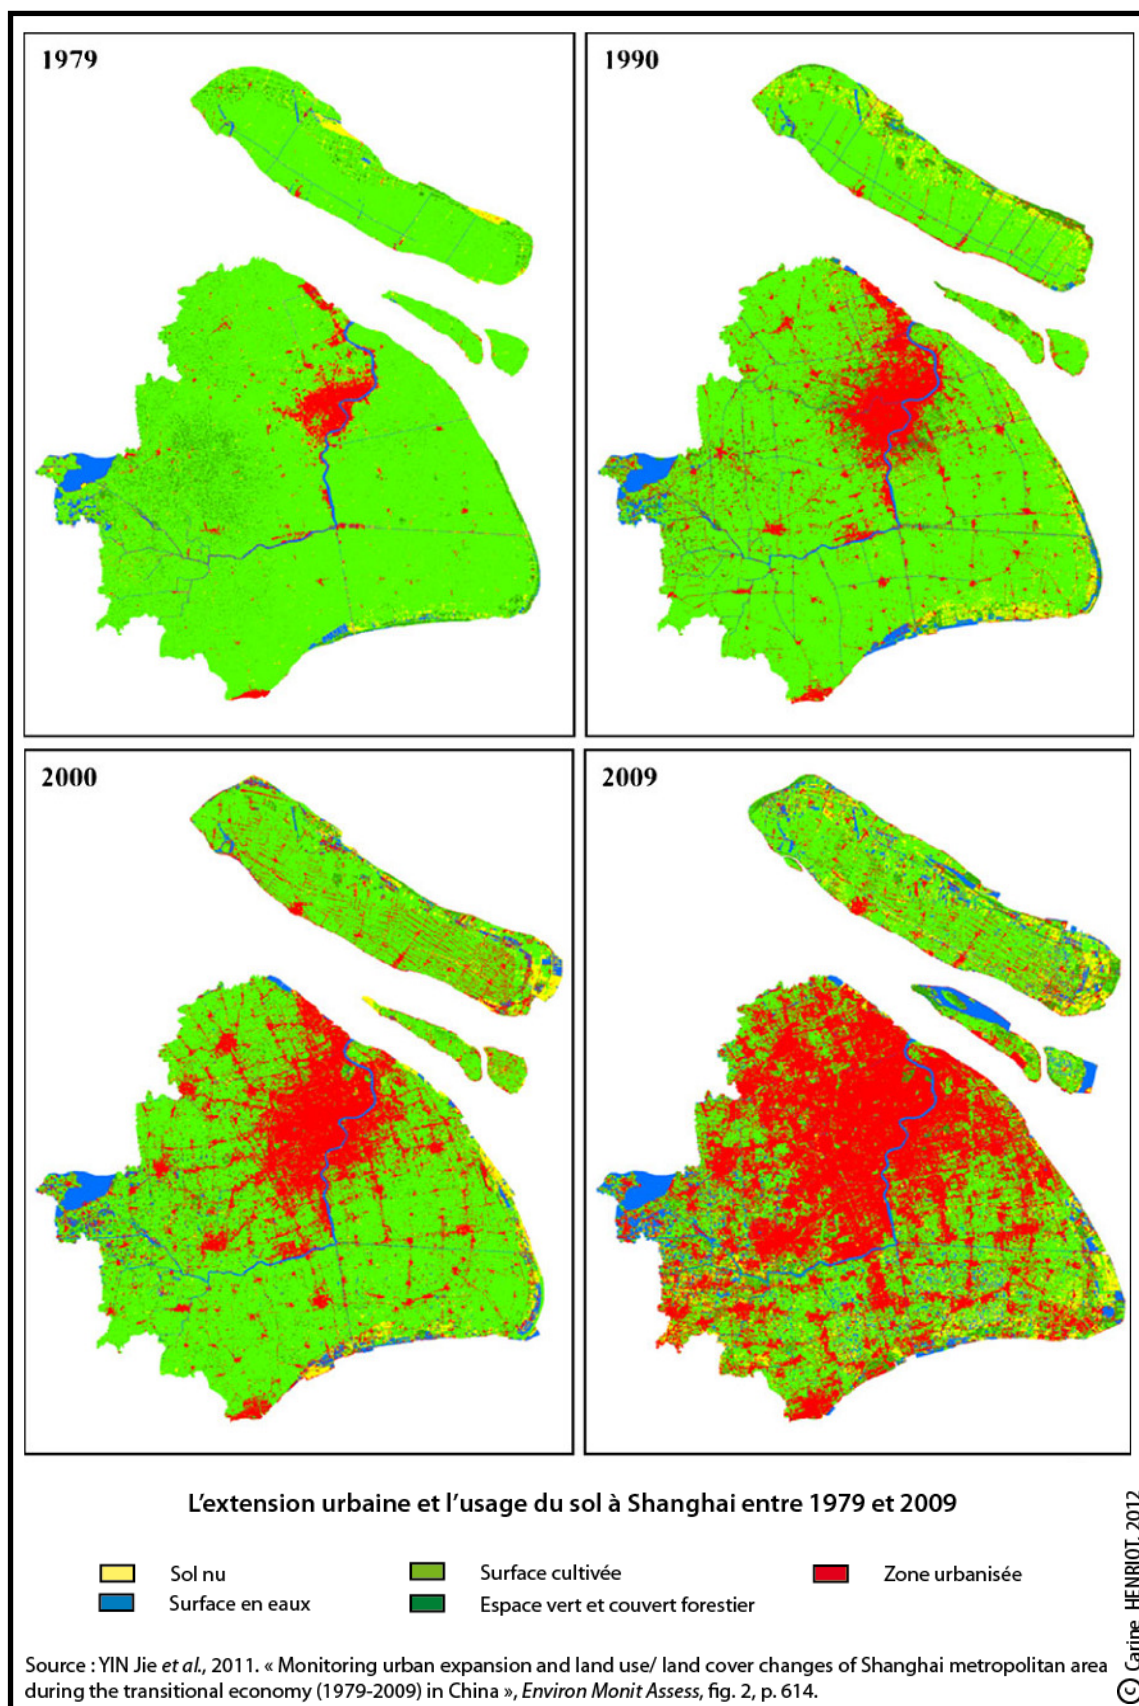 1979
1990
2000
2009
L'extension urbaine et l'usage du sol à Shanghai entre 1979 et 2009
Sol nu
Surface en eaux
Surface cultivée
Espace vert et couvert forestier
Zone urbanisée
© Carine HENRIOT, 2012
Source : YIN Jie et al., 2011. « Monitoring urban expansion and land use/ land cover changes of Shanghai metropolitan area
during the transitional economy (1979-2009) in China », Environ Monit Assess, fig. 2, p. 614.